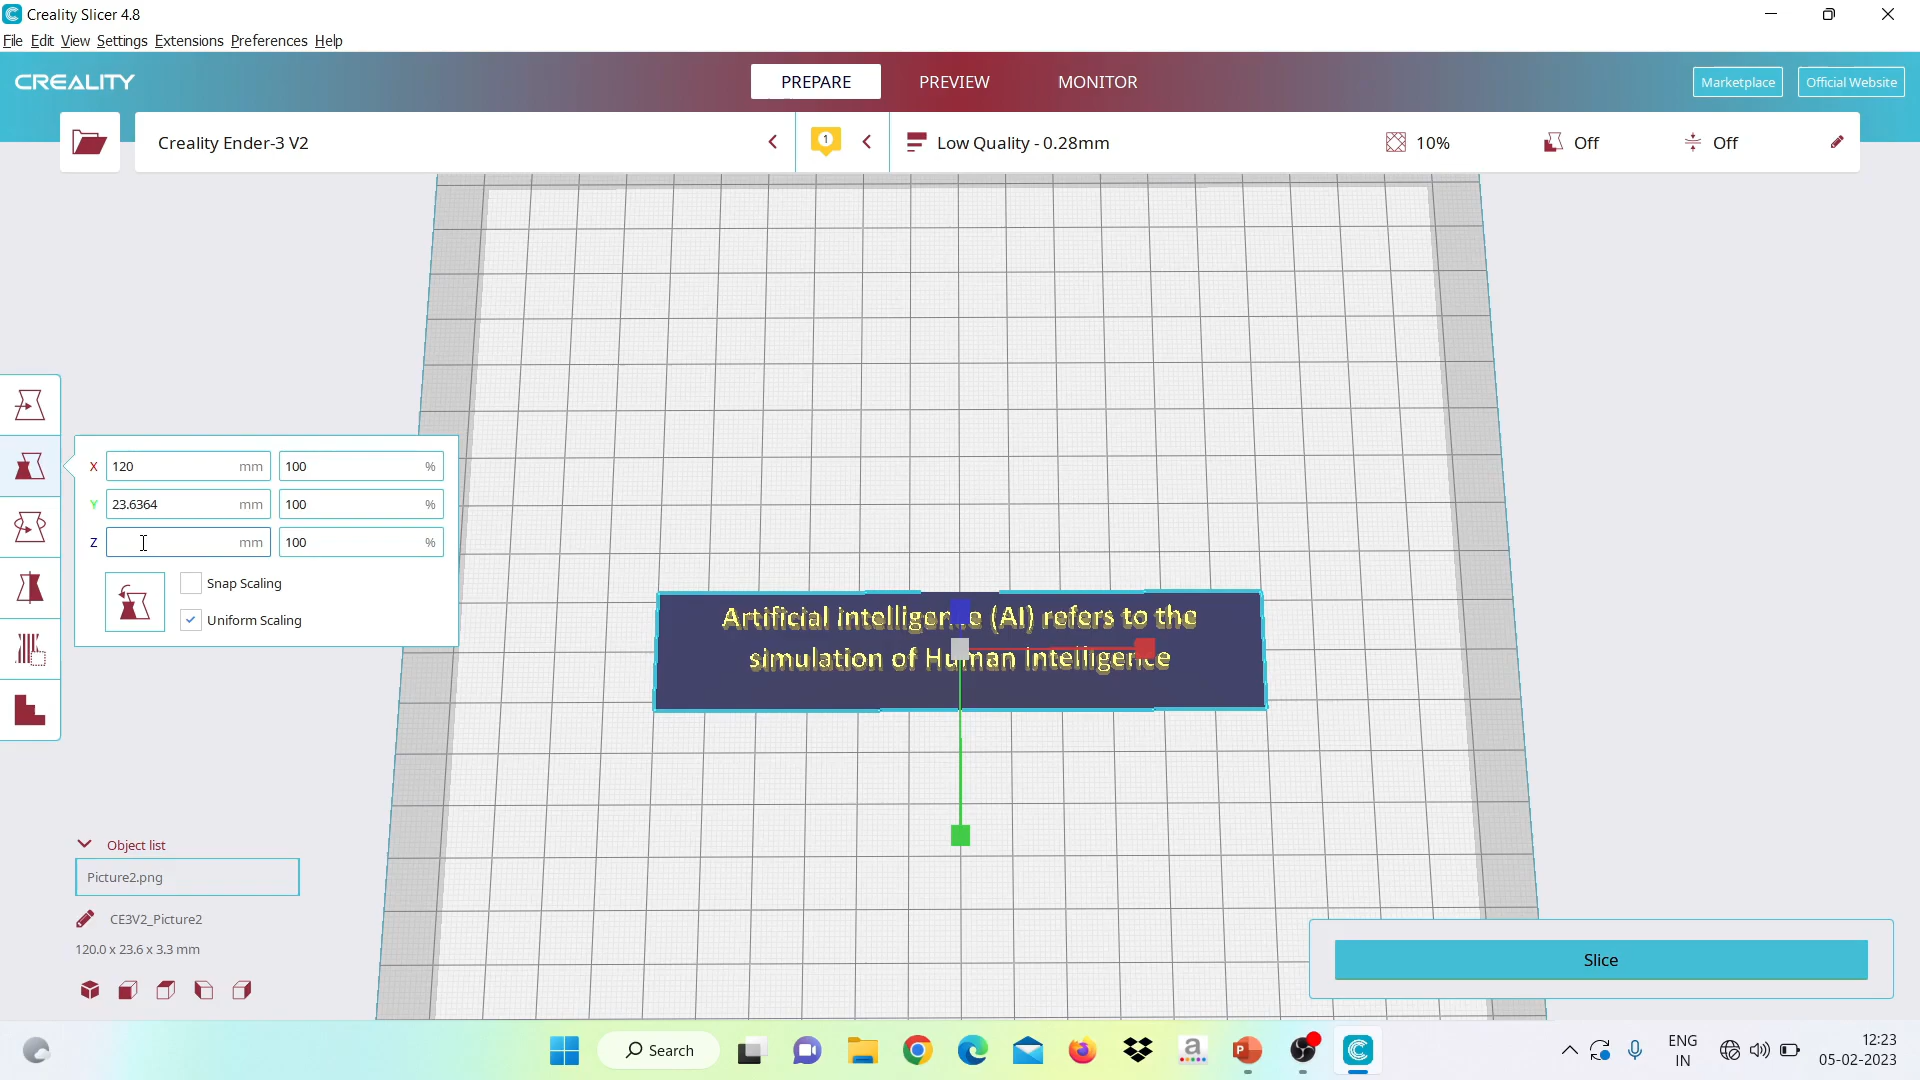 Creality Slicer 4.8
File Edit View Settings Extensions Preferences Help
CREALITY
PREPARE PREVIEW MONITOR
Marketplace Official Website
Creality Ender-3 V2
1
Low Quality - 0.28mm
10%
Off
Off
X 120 mm 100 %
Y 23.6364 mm 100 %
Z mm 100 %
Snap Scaling
Uniform Scaling
Artificial intelligence (AI) refers to the
simulation of Human Intelligence
Object list
Picture2.png
CE3V2_Picture2
120.0 x 23.6 x 3.3 mm
Slice
Search
ENG
IN
12:23
05-02-2023